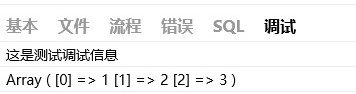 基本 文件 流程 错误 SQL 调试
这是测试调试信息
Array ( [0] => 1 [1] => 2 [2] => 3 )